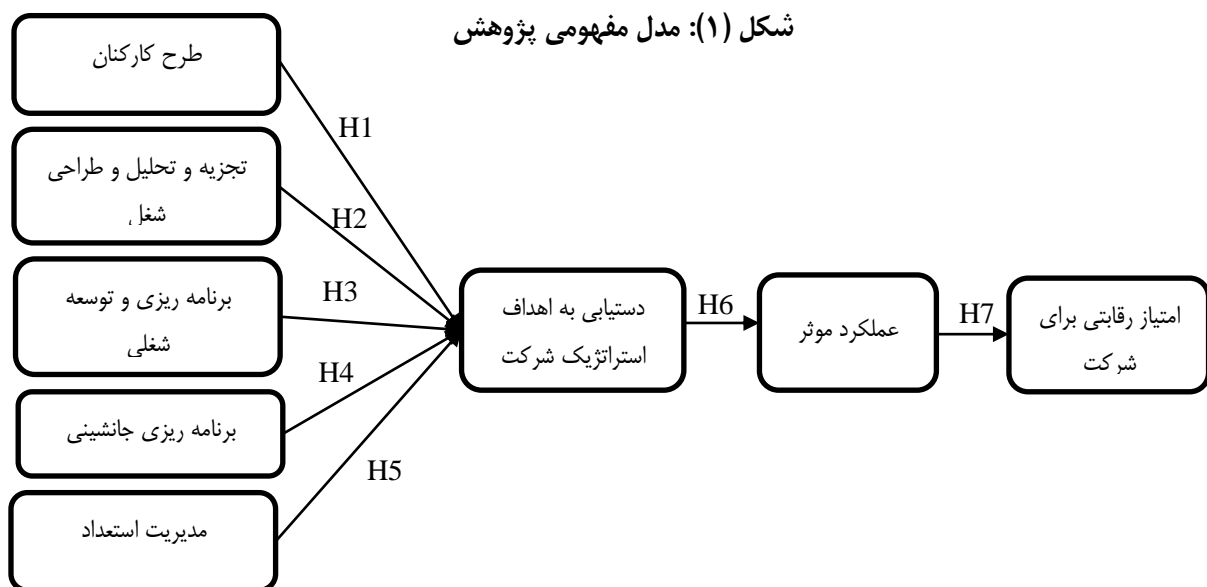 شکل (۱): مدل مفهومی پژوهش
طرح کارکنان
H1
تجزیه و تحلیل و طراحی
شغل
H2
برنامه ریزی و توسعه
شغلی
H3
برنامه ریزی جانشینی
H4
مدیریت استعداد
H5
دستیابی به اهداف
استراتژیک شرکت
H6
عملکرد موثر
H7
امتیاز رقابتی برای
شرکت